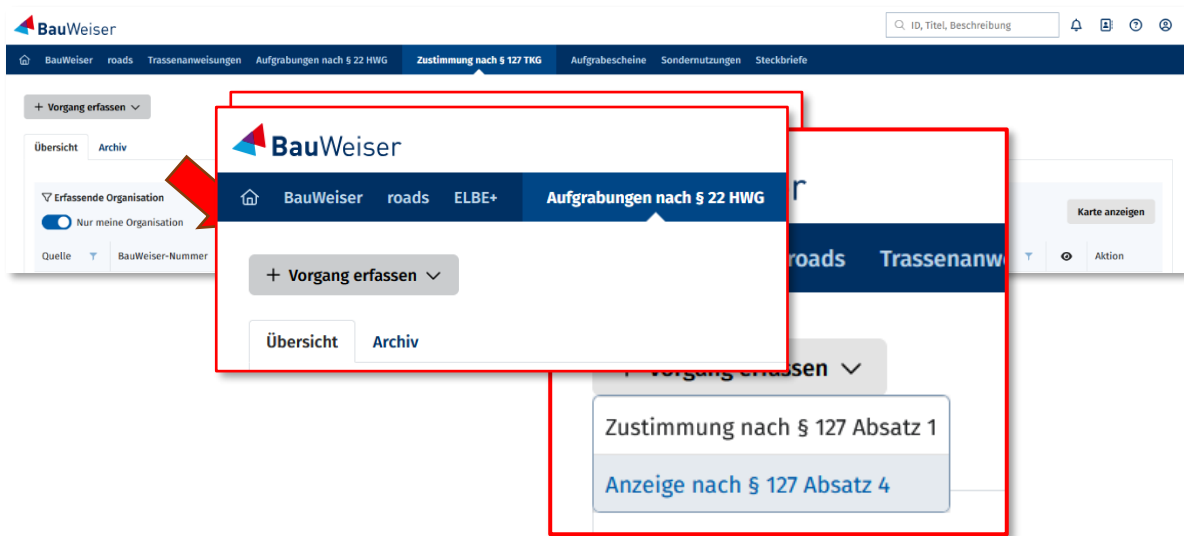 BauWeiser
ID, Titel, Beschreibung
BauWeiser roads Trassenanweisungen Aufgrabungen nach § 22 HWG Zustimmung nach § 127 TKG Aufgrabescheine Sondernutzungen Steckbriefe
+ Vorgang erfassen
Übersicht Archiv
Erfassende Organisation
Nur meine Organisation
Karte anzeigen
Quelle BauWeiser-Nummer
Aktion
BauWeiser
BauWeiser roads ELBE+ Aufgrabungen nach § 22 HWG
+ Vorgang erfassen
Übersicht Archiv
r
roads Trassenanw
Vorgang erfassen
Zustimmung nach § 127 Absatz 1
Anzeige nach § 127 Absatz 4